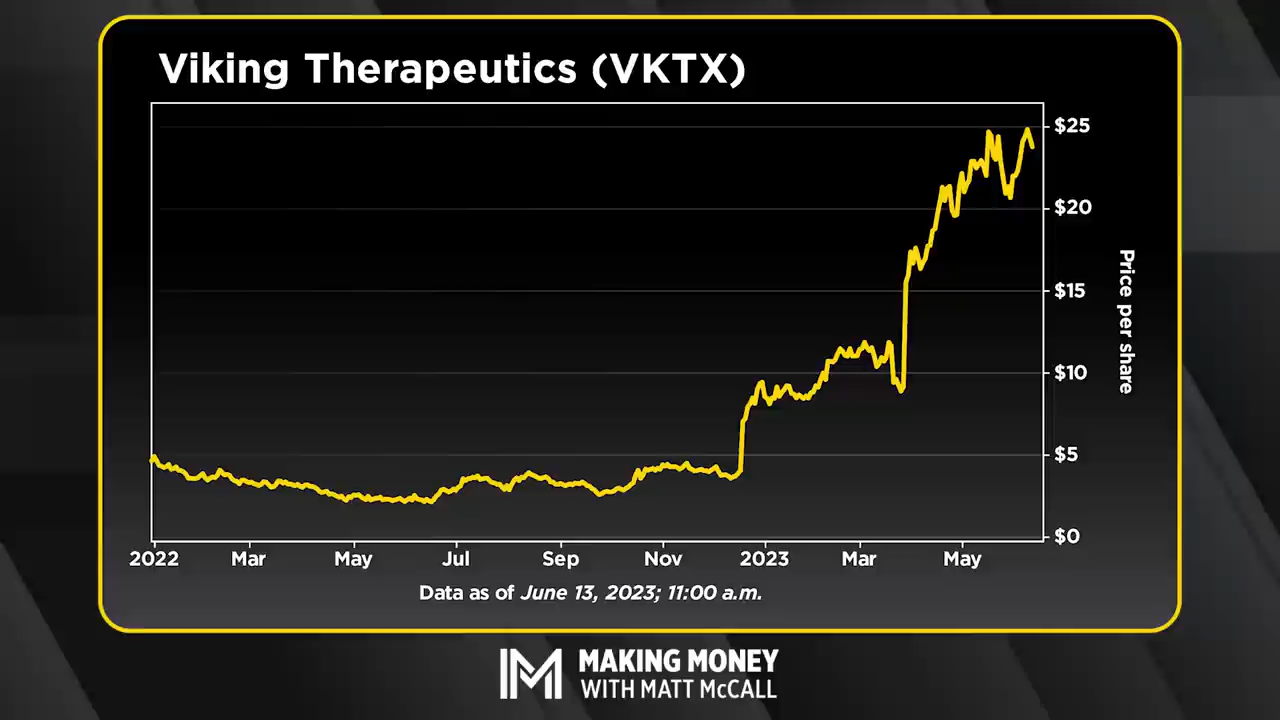 Viking Therapeutics (VKTX)
$25
$20
$15
$10
$5
$0
Price per share
2022 Mar May Jul Sep Nov 2023 Mar May
Data as of June 13, 2023; 11:00 a.m.
MAKING MONEY
WITH MATT McCALL